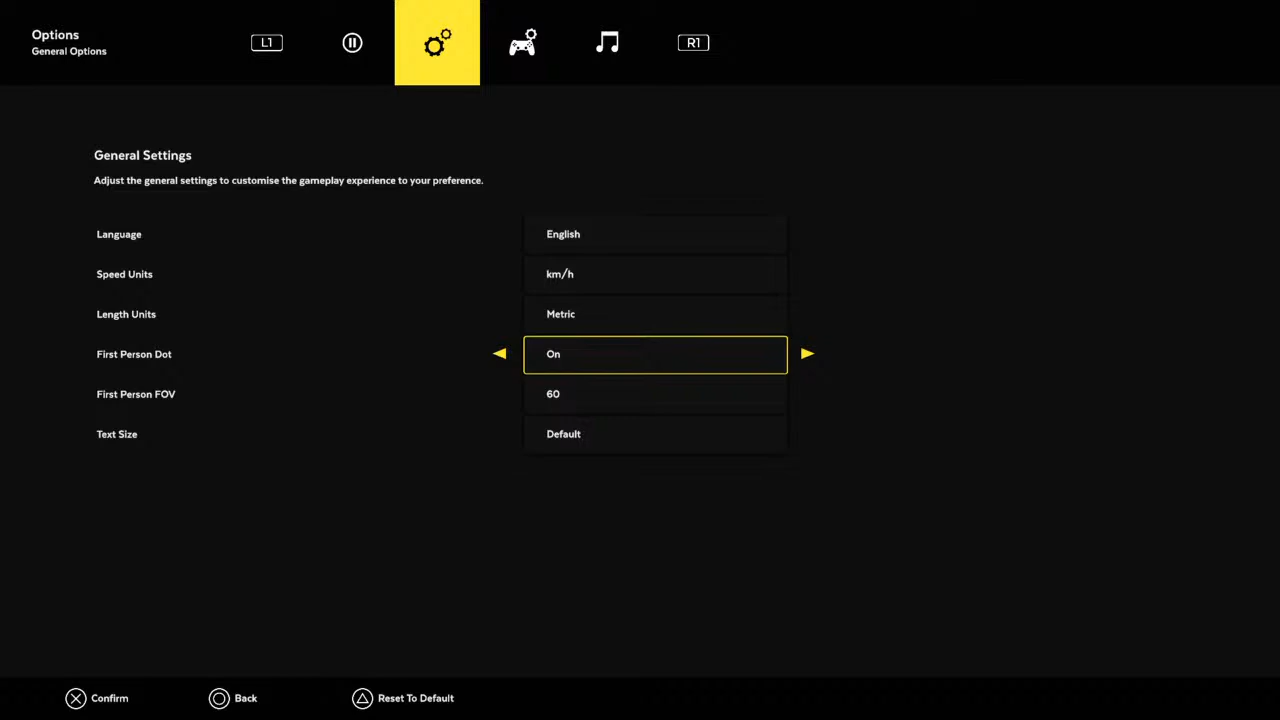 Options
General Options
L1
R1
General Settings
Adjust the general settings to customise the gameplay experience to your preference.
Language English
Speed Units km/h
Length Units Metric
First Person Dot On
First Person FOV 60
Text Size Default
Confirm Back Reset To Default